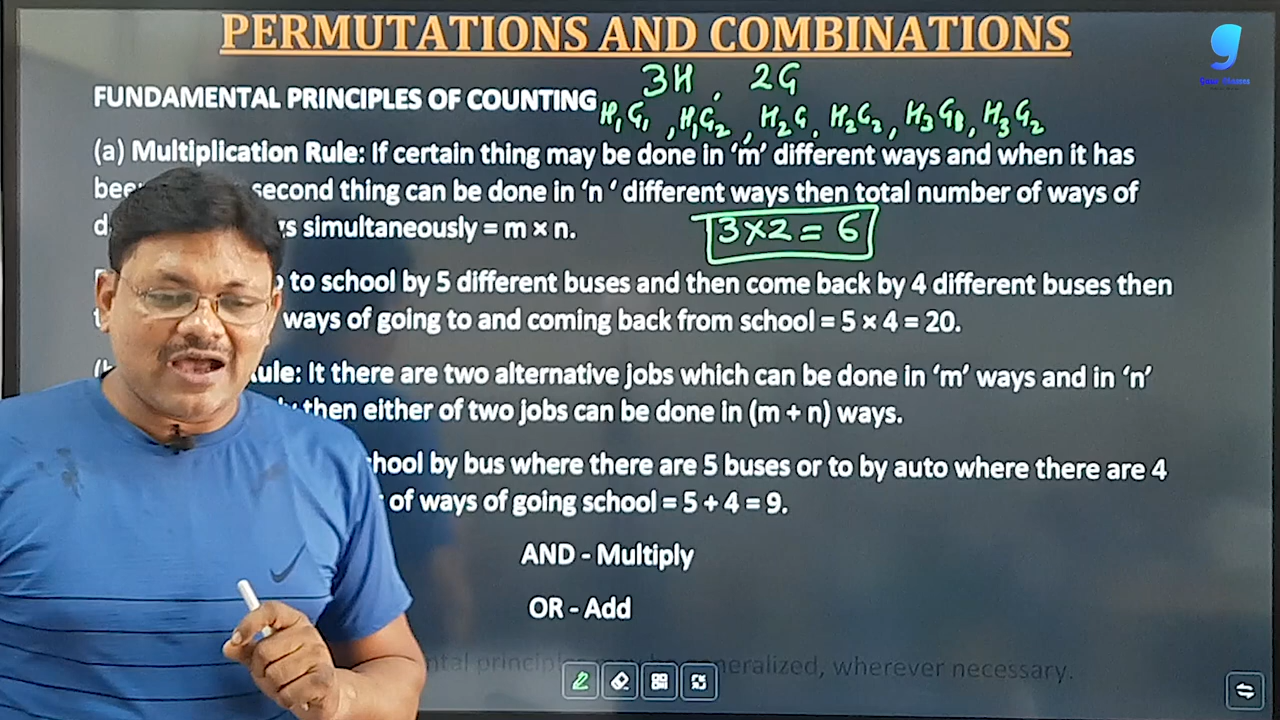 PERMUTATIONS AND COMBINATIONS
3H, 2G
FUNDAMENTAL PRINCIPLES OF COUNTING
H₁G₁, H₁G₂, H₂G, H₂G₂, H₃G₁, H₃G₂
(a) Multiplication Rule: If certain thing may be done in ‘m’ different ways and when it has
second thing can be done in ‘n ’ different ways then total number of ways of
simultaneously = m × n.
3×2 = 6
to school by 5 different buses and then come back by 4 different buses then
ways of going to and coming back from school = 5 × 4 = 20.
Rule: It there are two alternative jobs which can be done in ‘m’ ways and in ‘n’
then either of two jobs can be done in (m + n) ways.
by bus where there are 5 buses or to by auto where there are 4
of ways of going school = 5 + 4 = 9.
AND - Multiply
OR - Add
generalized, wherever necessary.